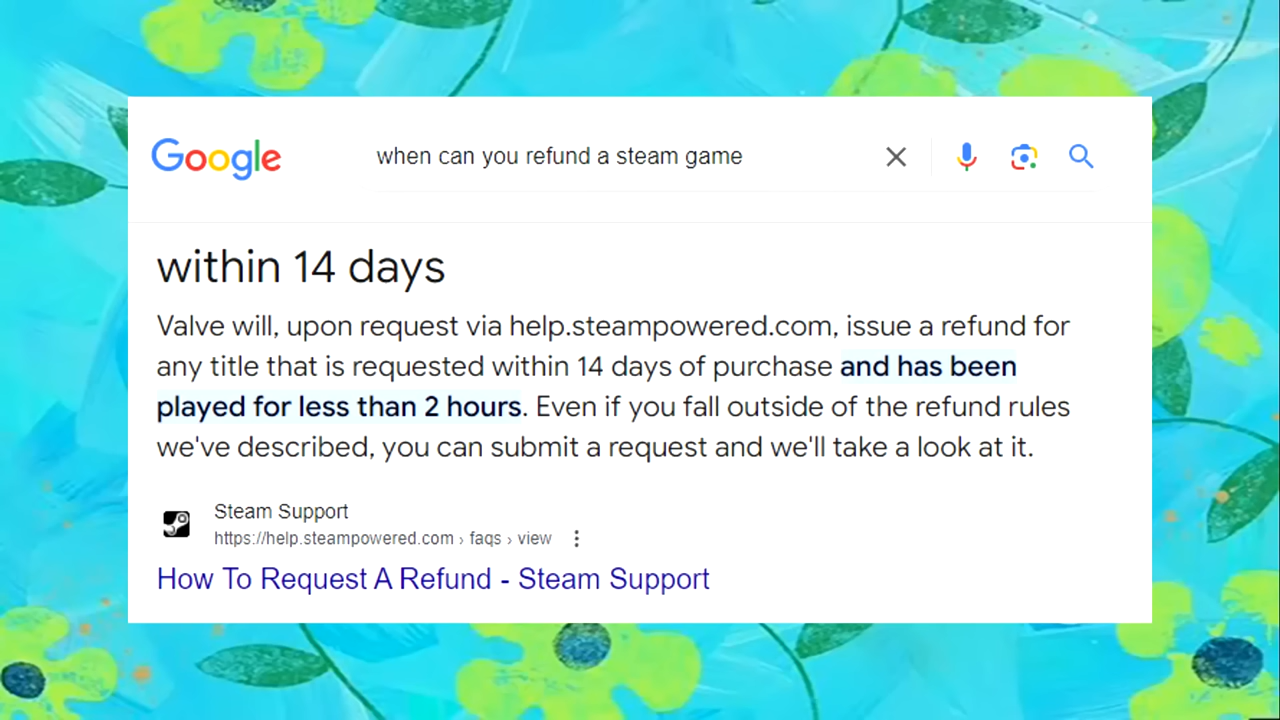 Google
when can you refund a steam game
within 14 days
Valve will, upon request via help.steampowered.com, issue a refund for
any title that is requested within 14 days of purchase and has been
played for less than 2 hours. Even if you fall outside of the refund rules
we've described, you can submit a request and we'll take a look at it.
Steam Support
https://help.steampowered.com › faqs › view
How To Request A Refund - Steam Support